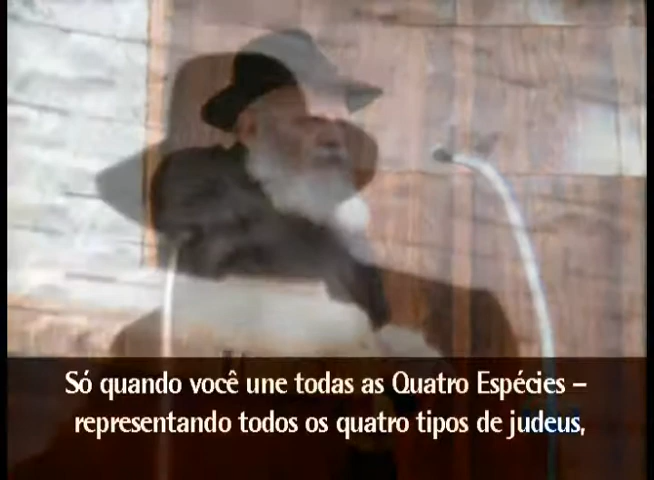 Só quando você une todas as Quatro Espécies –
representando todos os quatro tipos de judeus,